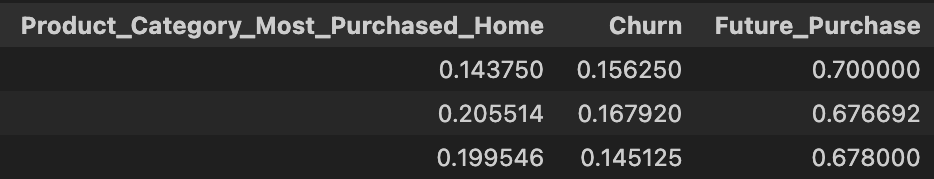 Product_Category_Most_Purchased_Home Churn Future_Purchase
0.143750 0.156250 0.700000
0.205514 0.167920 0.676692
0.199546 0.145125 0.678000